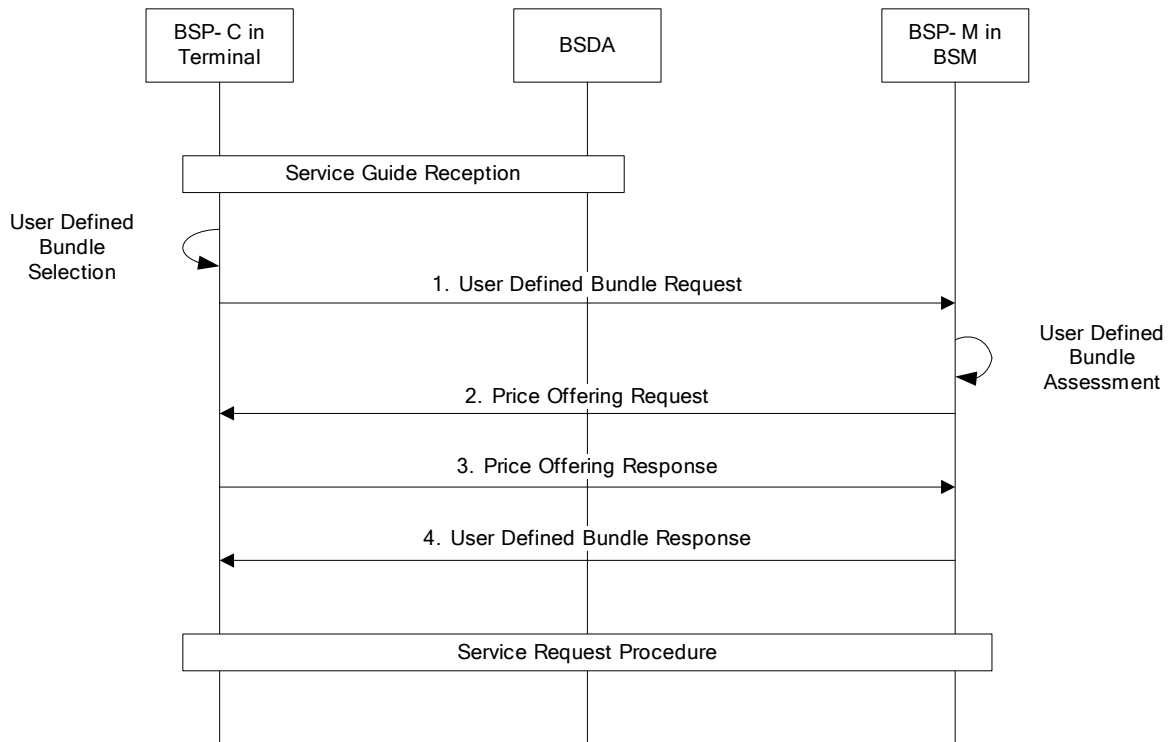 BSP- C in
Terminal
BSDA
BSP- M in
BSM
Service Guide Reception
User Defined
Bundle
Selection
1. User Defined Bundle Request
User Defined
Bundle
Assessment
2. Price Offering Request
3. Price Offering Response
4. User Defined Bundle Response
Service Request Procedure